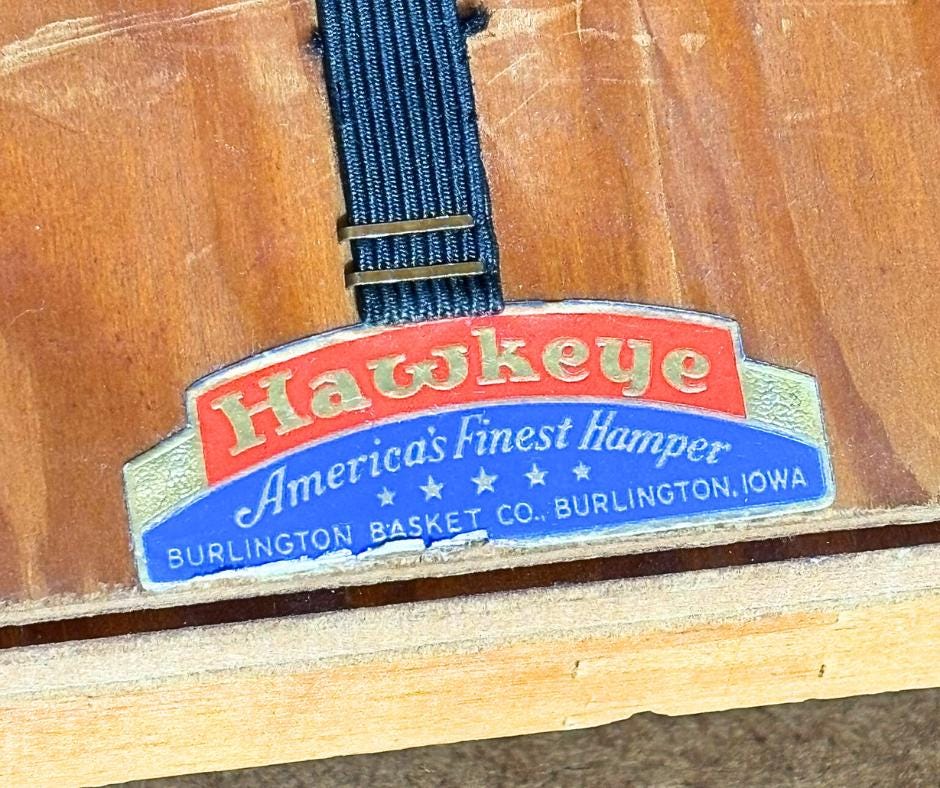 Hawkeye
America's Finest Hamper
BURLINGTON BASKET CO., BURLINGTON, IOWA